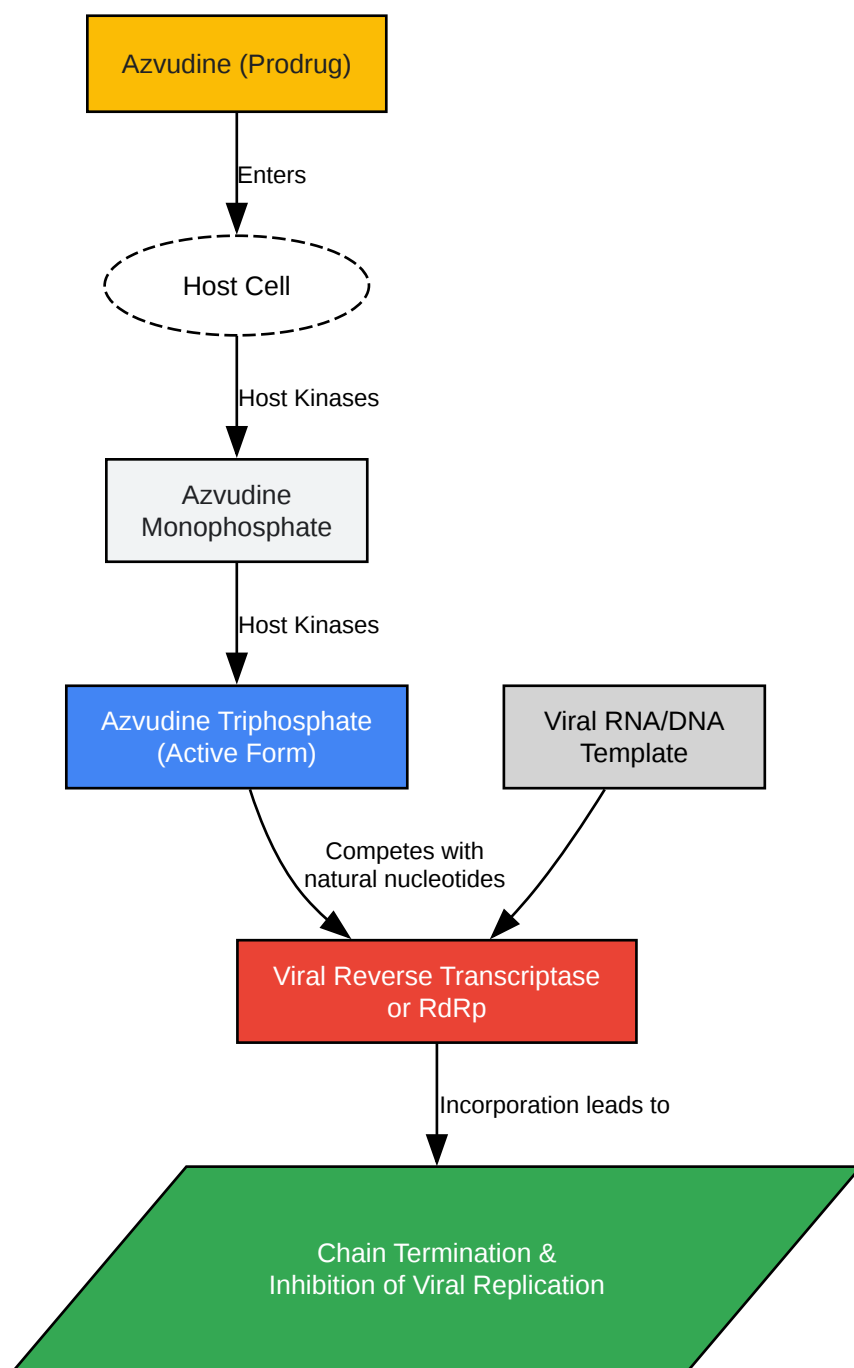 Azvudine (Prodrug)
Enters
Host Cell
Host Kinases
Azvudine
Monophosphate
Host Kinases
Azvudine Triphosphate
(Active Form)
Viral RNA/DNA
Template
Competes with
natural nucleotides
Viral Reverse Transcriptase
or RdRp
Incorporation leads to
Chain Termination &
Inhibition of Viral Replication